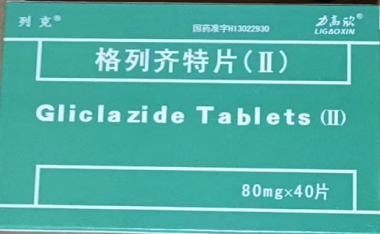 列克®
国药准字H13022930
力高欣®
LIGAOXIN
格列齐特片(Ⅱ)
Gliclazide Tablets (Ⅱ)
80mg×40片